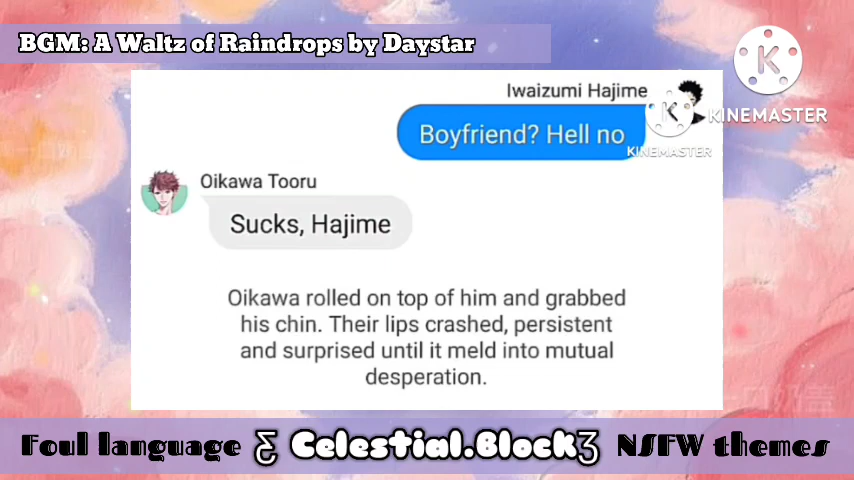 BGM: A Waltz of Raindrops by Daystar
KINEMASTER
Iwaizumi Hajime
Boyfriend? Hell no
KINEMASTER
Oikawa Tooru
Sucks, Hajime
Oikawa rolled on top of him and grabbed
his chin. Their lips crashed, persistent
and surprised until it meld into mutual
desperation.
Foul language Ƹ Celestial.BlockƷ NSFW themes